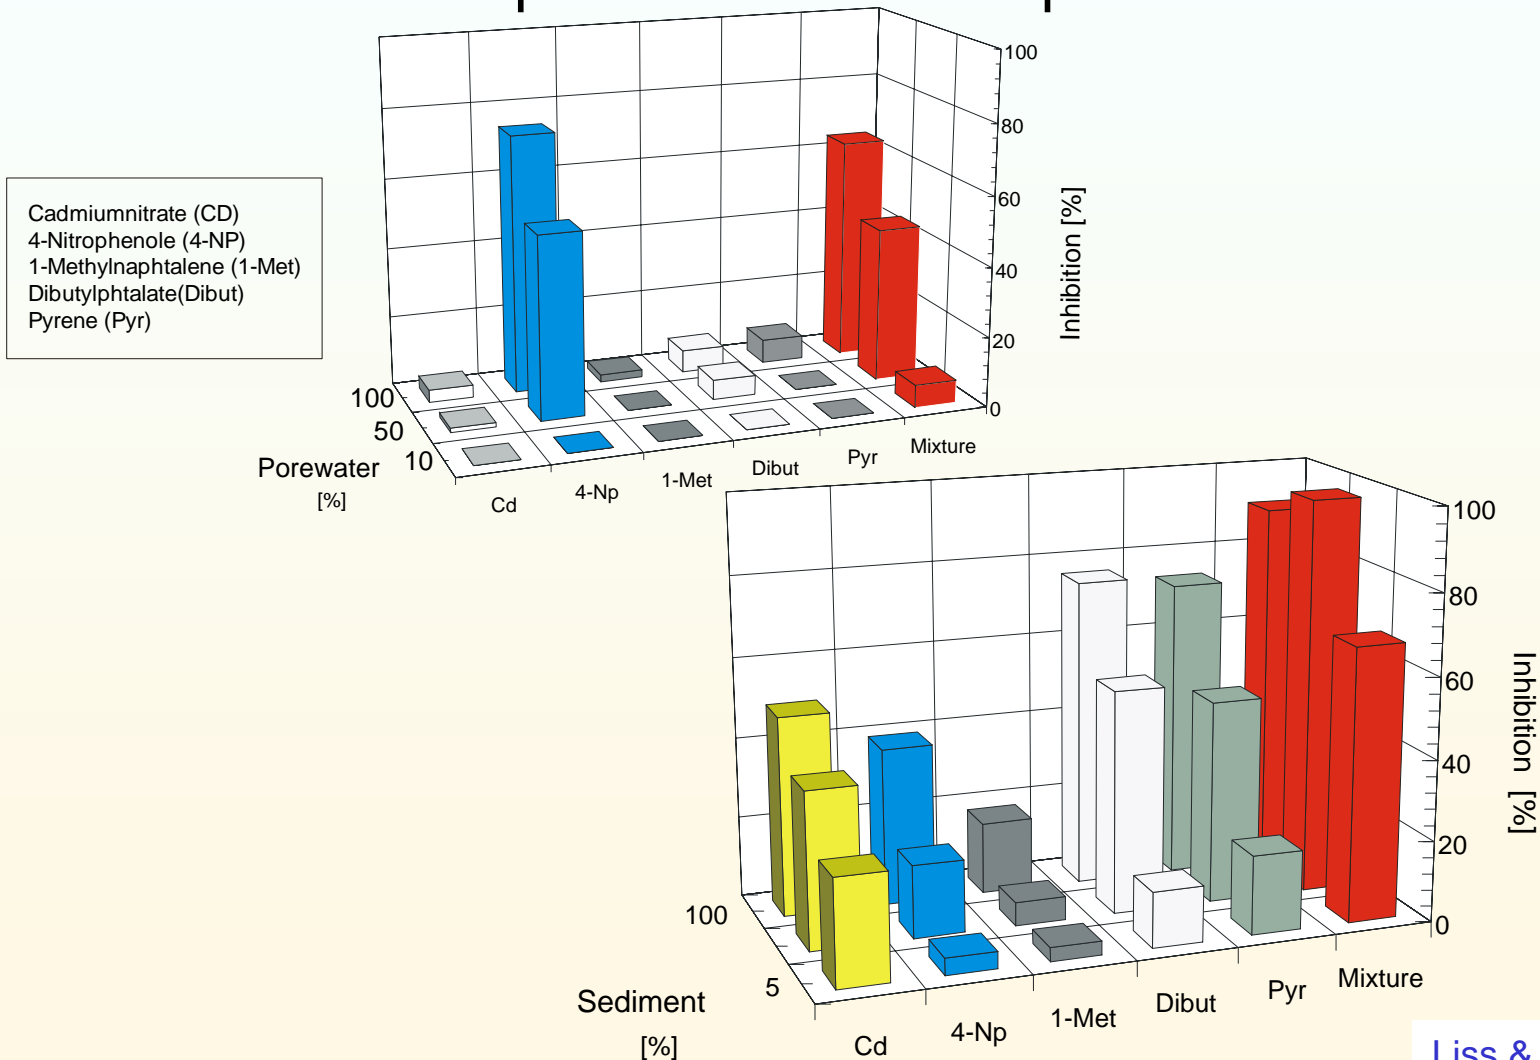 100
80
60
40
20
0
Inhibition [%]
Cadmiumnitrate (CD)
4-Nitrophenole (4-NP)
1-Methylnaphtalene (1-Met)
Dibutylphtalate(Dibut)
Pyrene (Pyr)
100
50
10
Porewater
[%]
Cd
4-Np
1-Met
Dibut
Pyr
Mixture
100
80
60
40
20
0
Inhibition [%]
100
5
Sediment
[%]
Cd
4-Np
1-Met
Dibut
Pyr
Mixture
Liss &